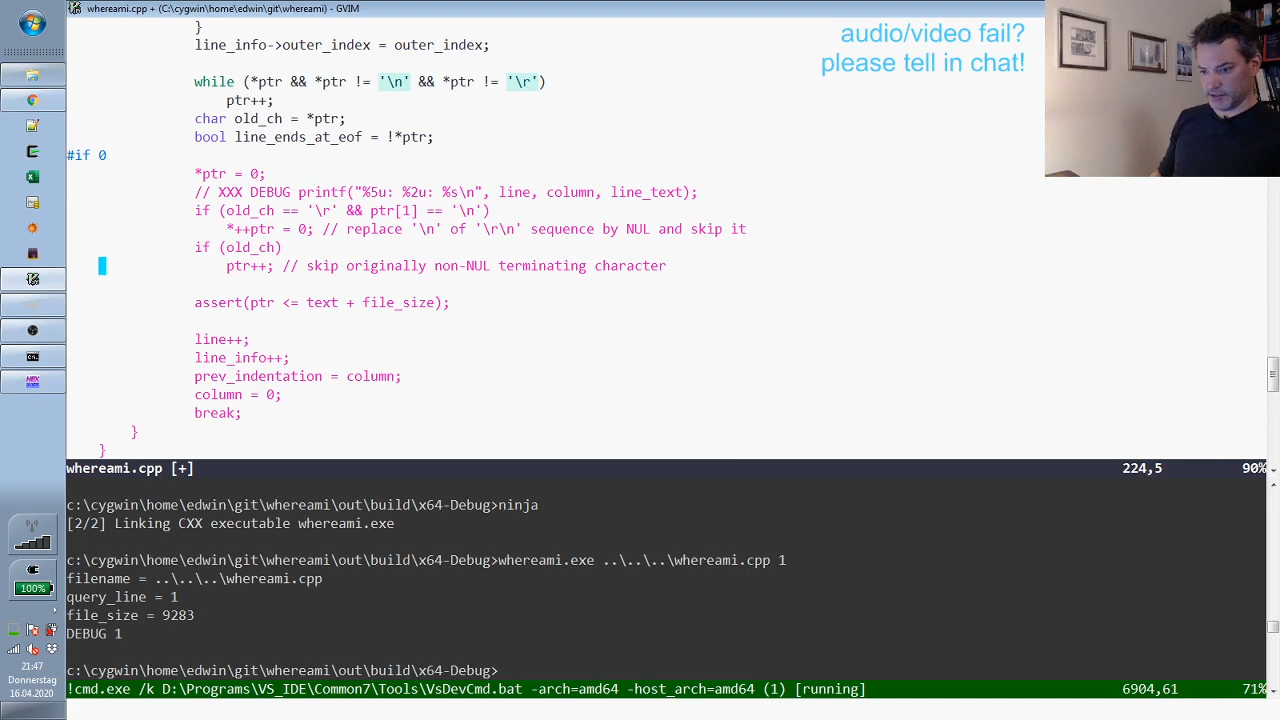 whereami.cpp + (C:\cygwin\home\edwin\git\whereami) - GVIM
audio/video fail?
please tell in chat!
}
line_info->outer_index = outer_index;
while (*ptr && *ptr != '\n' && *ptr != '\r')
ptr++;
char old_ch = *ptr;
bool line_ends_at_eof = !*ptr;
#if 0
*ptr = 0;
// XXX DEBUG printf("%5u: %2u: %s\n", line, column, line_text);
if (old_ch == '\r' && ptr[1] == '\n')
*++ptr = 0; // replace '\n' of '\r\n' sequence by NUL and skip it
if (old_ch)
ptr++; // skip originally non-NUL terminating character
assert(ptr <= text + file_size);
line++;
line_info++;
prev_indentation = column;
column = 0;
break;
}
}
whereami.cpp [+] 224,5 90%
c:\cygwin\home\edwin\git\whereami\out\build\x64-Debug>ninja
[2/2] Linking CXX executable whereami.exe
c:\cygwin\home\edwin\git\whereami\out\build\x64-Debug>whereami.exe ..\..\..\whereami.cpp 1
filename = ..\..\..\whereami.cpp
query_line = 1
file_size = 9283
DEBUG 1
c:\cygwin\home\edwin\git\whereami\out\build\x64-Debug>
!cmd.exe /k D:\Programs\VS_IDE\Common7\Tools\VsDevCmd.bat -arch=amd64 -host_arch=amd64 (1) [running] 6904,61 71%
HEX
100%
21:47
Donnerstag
16.04.2020